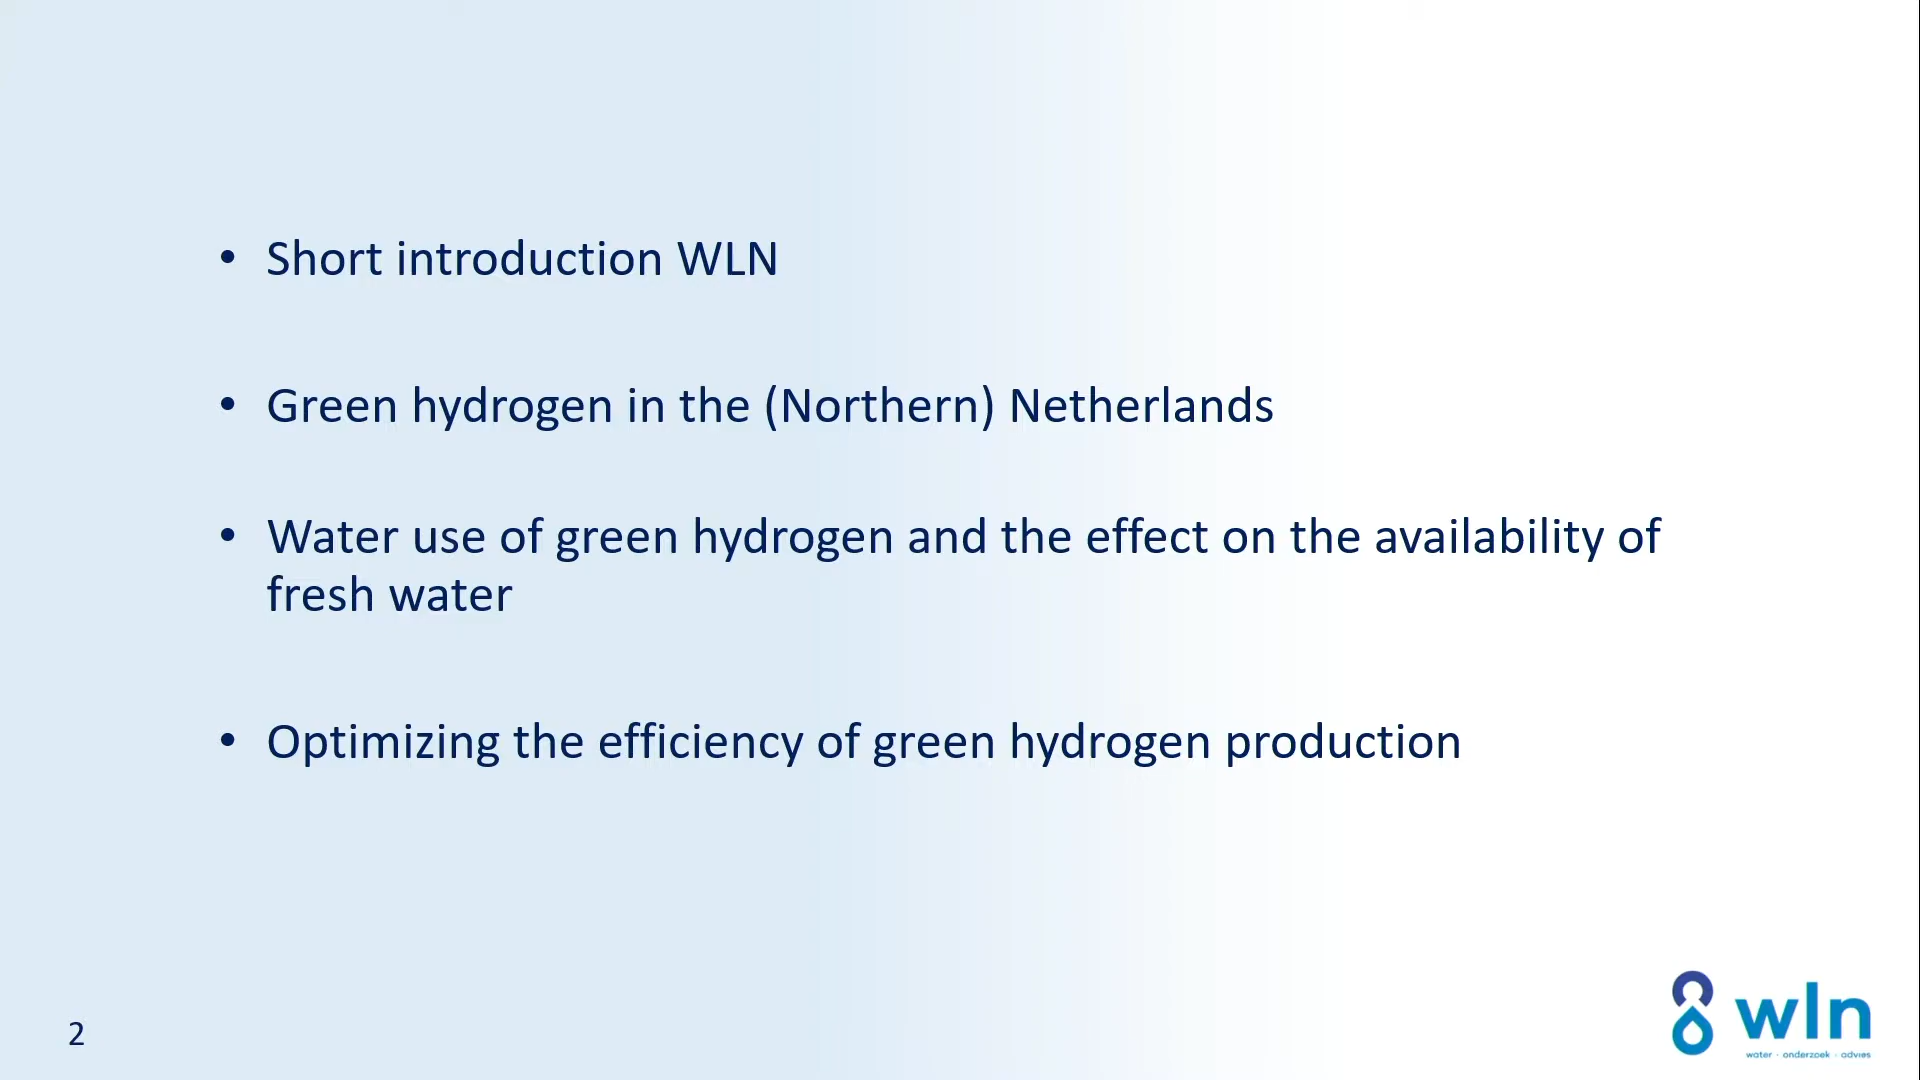 • Short introduction WLN
• Green hydrogen in the (Northern) Netherlands
• Water use of green hydrogen and the effect on the availability of
fresh water
• Optimizing the efficiency of green hydrogen production
2
wln
water · onderzoek · advies